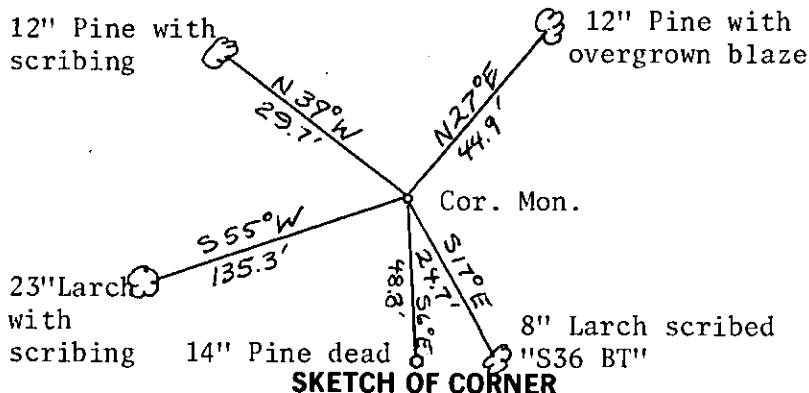 12" Pine with
scribing
12" Pine with
overgrown blaze
N 39°W
29.7'
N27°E
44.9'
Cor. Mon.
S 55°W
135.3'
S17°E
24.7'
S6°E
48.8'
23"Larch
with
scribing
14" Pine dead
8" Larch scribed
"S36 BT"
SKETCH OF CORNER